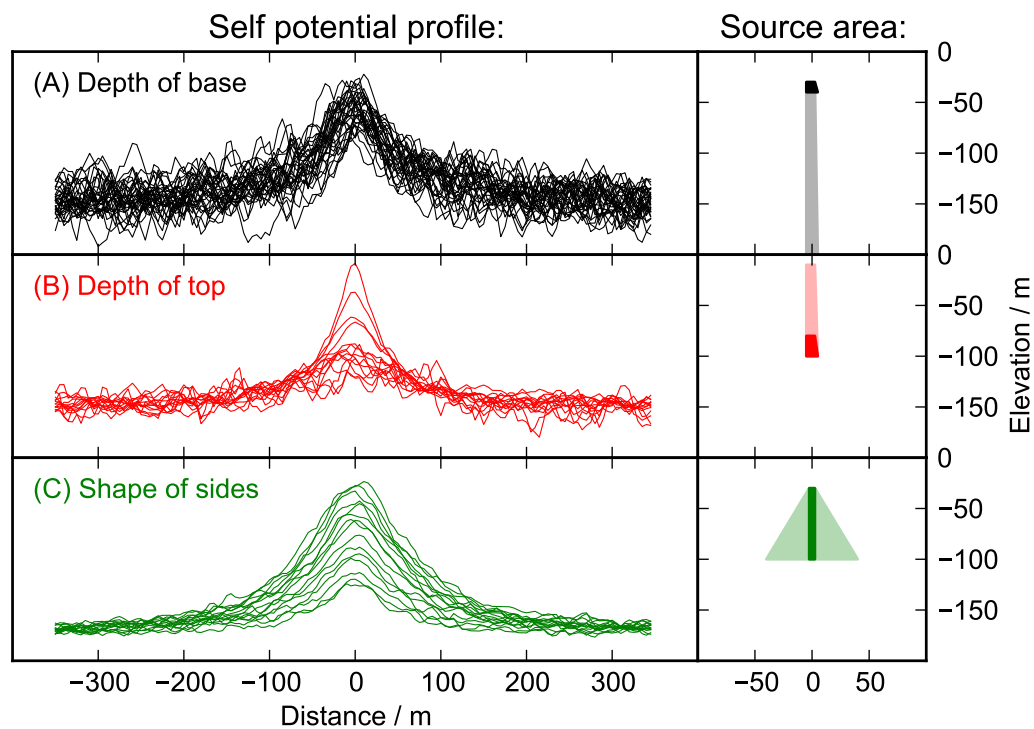 Self potential profile:
Source area:
(A) Depth of base
0
−50
−100
−150
(B) Depth of top
0
−50
−100
−150
(C) Shape of sides
0
−50
−100
−150
Elevation / m
−300 −200 −100 0 100 200 300
−50 0 50
Distance / m